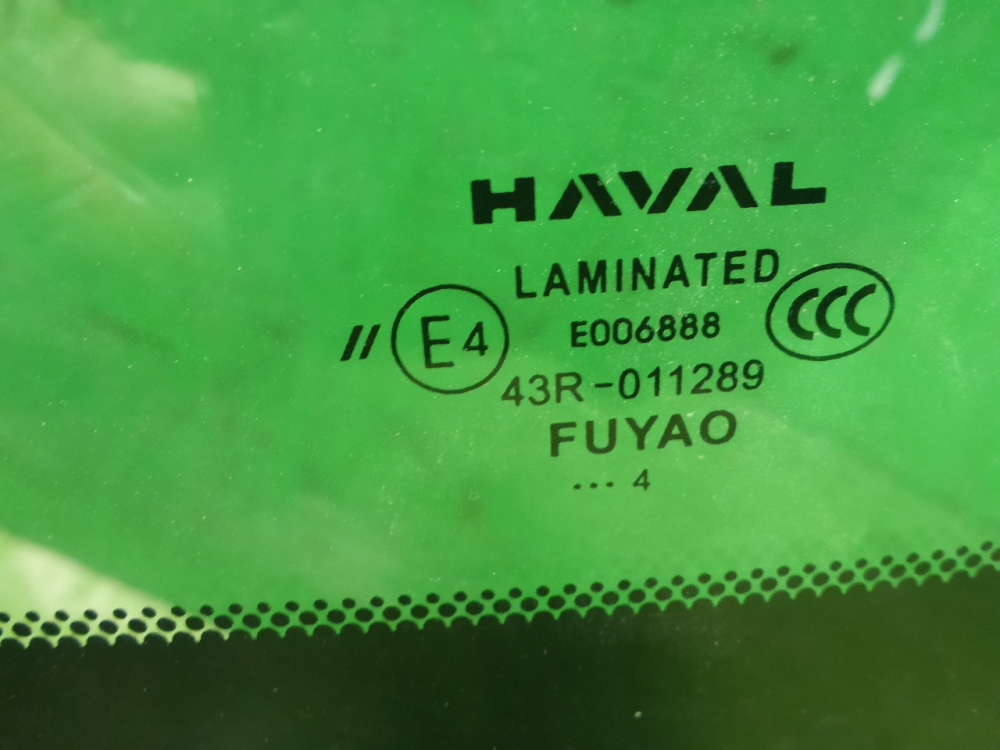 HAVAL
LAMINATED
// E4 E006888 CCC
43R-011289
FUYAO
... 4